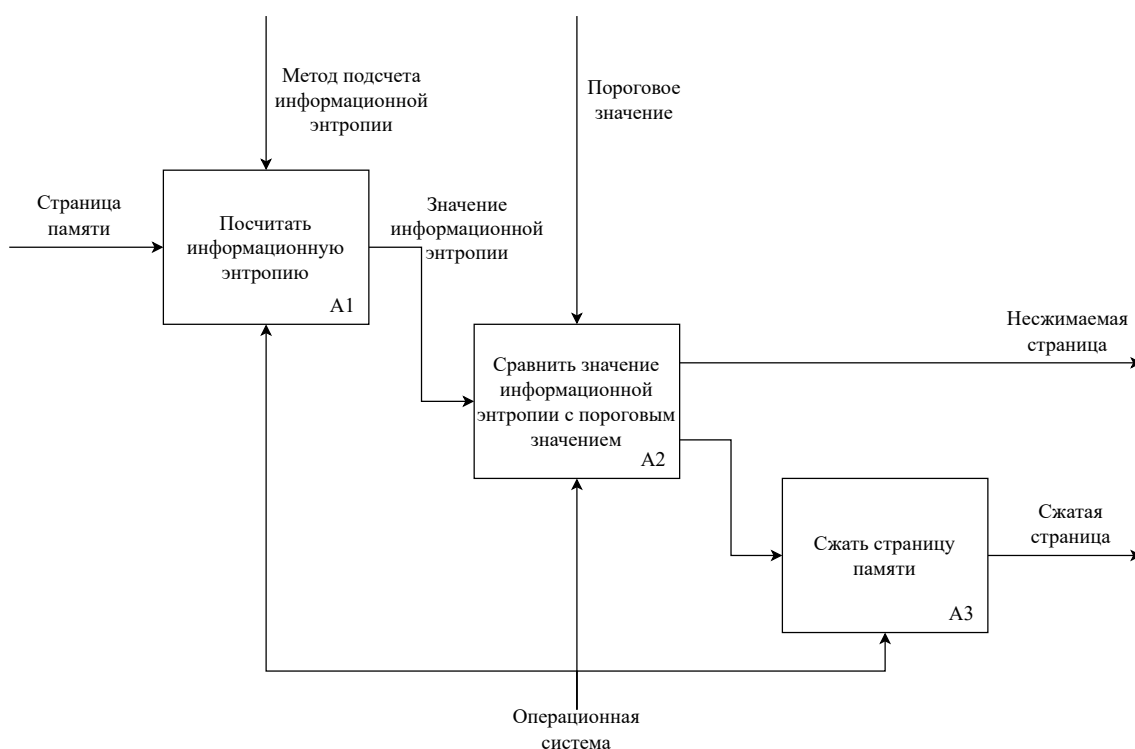 Метод подсчета
информационной
энтропии
Пороговое
значение
Страница
памяти
Посчитать
информационную
энтропию
A1
Значение
информационной
энтропии
Несжимаемая
страница
Сравнить значение
информационной
энтропии с пороговым
значением
A2
Сжать страницу
памяти
A3
Сжатая
страница
Операционная
система